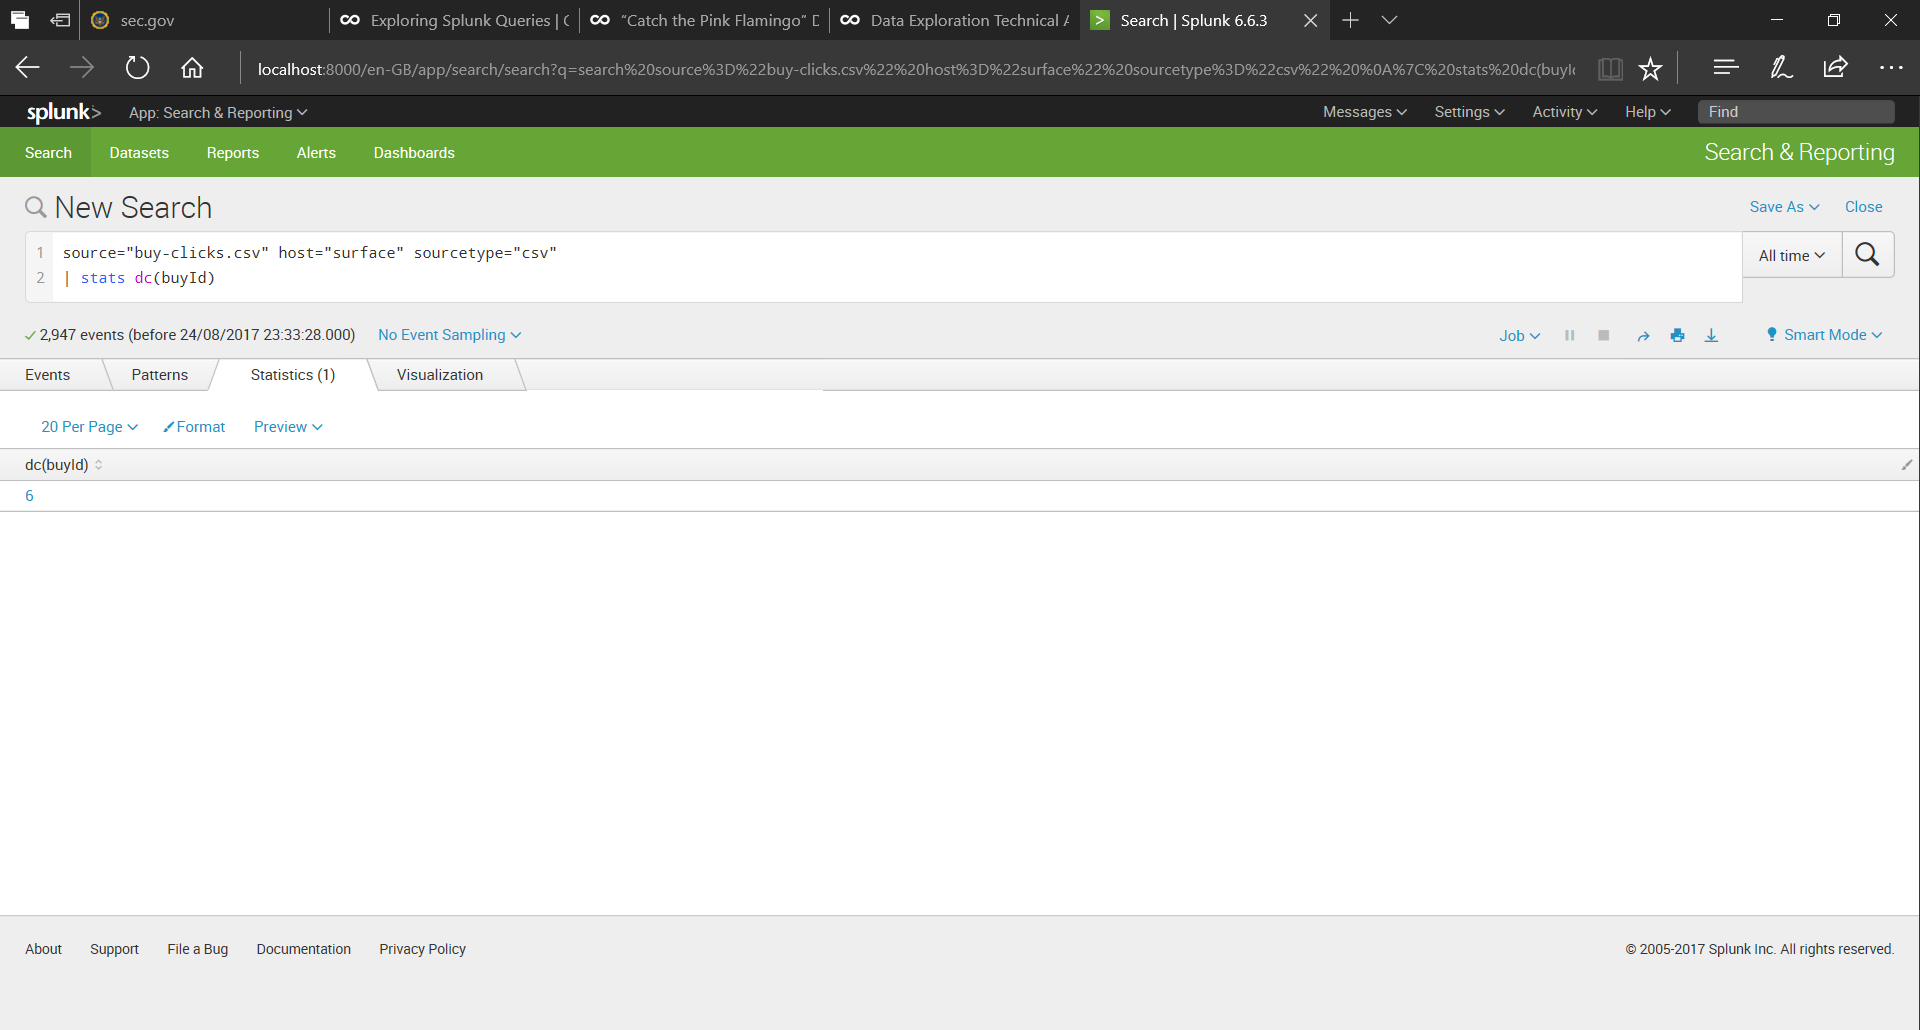 sec.gov
Exploring Splunk Queries | C
“Catch the Pink Flamingo” D
Data Exploration Technical A
Search | Splunk 6.6.3
localhost:8000/en-GB/app/search/search?q=search%20source%3D%22buy-clicks.csv%22%20host%3D%22surface%22%20sourcetype%3D%22csv%22%20%0A%7C%20stats%20dc(buyId
splunk>
App: Search & Reporting
Messages
Settings
Activity
Help
Find
Search
Datasets
Reports
Alerts
Dashboards
Search & Reporting
New Search
Save As
Close
1 source="buy-clicks.csv" host="surface" sourcetype="csv"
2 | stats dc(buyId)
All time
2,947 events (before 24/08/2017 23:33:28.000)
No Event Sampling
Job
Smart Mode
Events
Patterns
Statistics (1)
Visualization
20 Per Page
Format
Preview
dc(buyId)
6
About
Support
File a Bug
Documentation
Privacy Policy
© 2005-2017 Splunk Inc. All rights reserved.